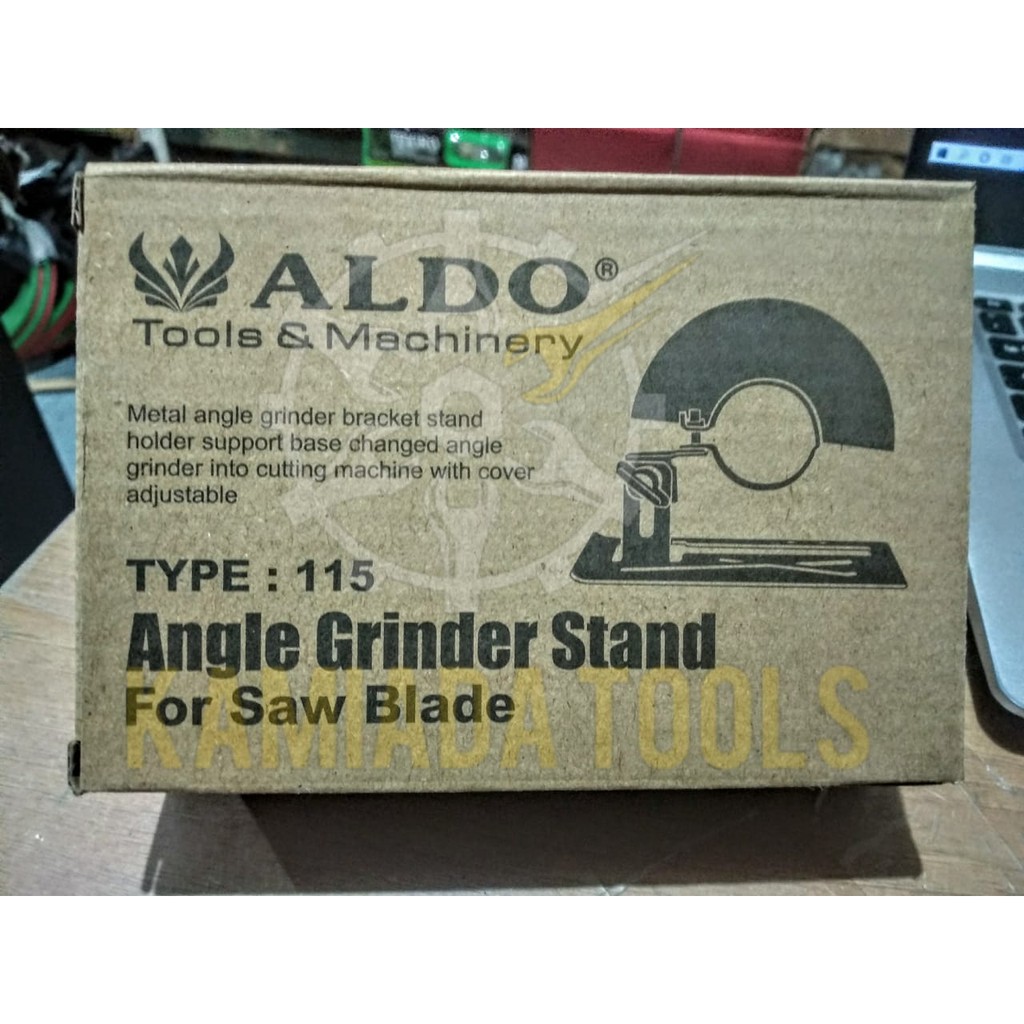 ALDO®
Tools & Machinery
Metal angle grinder bracket stand
holder support base changed angle
grinder into cutting machine with cover
adjustable
TYPE : 115
Angle Grinder Stand
For Saw Blade
KAMIADA TOOLS